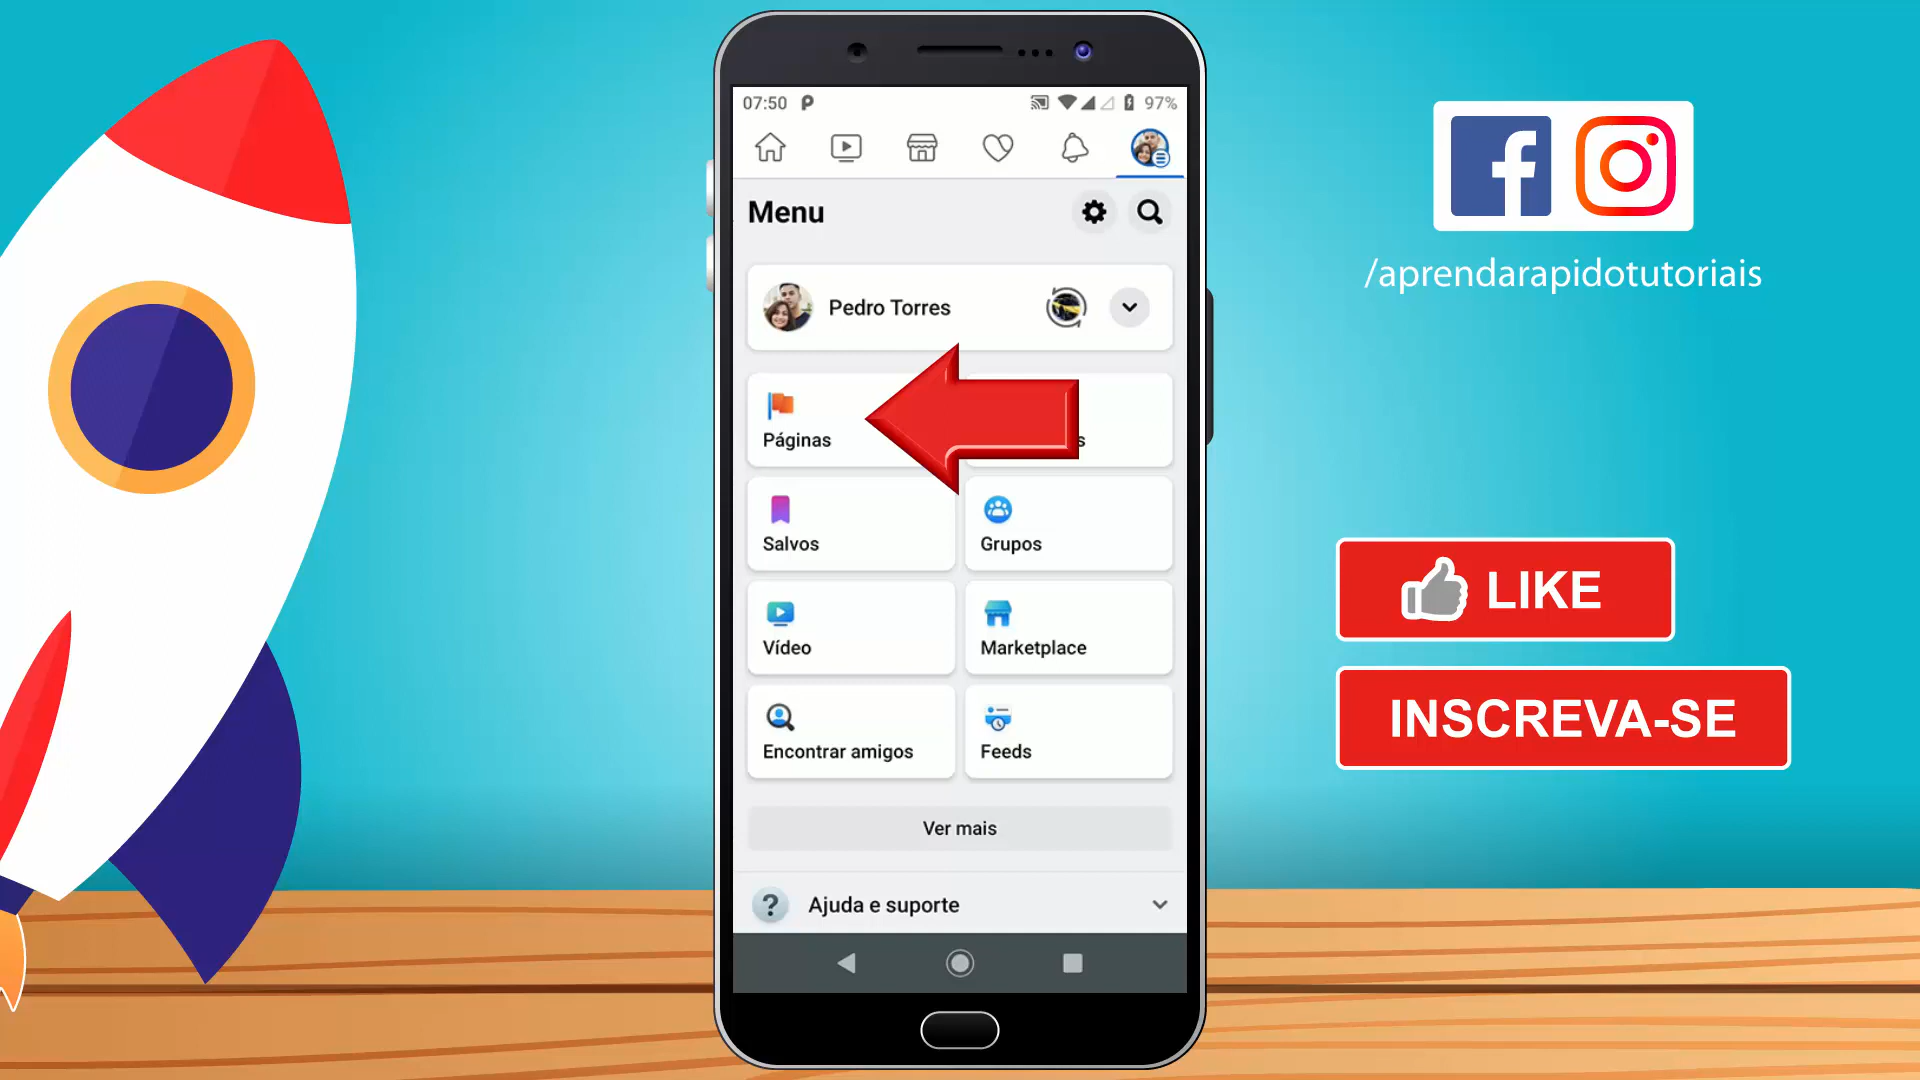 07:50
97%
Menu
Pedro Torres
Páginas
Salvos
Grupos
Vídeo
Marketplace
Encontrar amigos
Feeds
Ver mais
? Ajuda e suporte
/aprendarapidotutoriais
LIKE
INSCREVA-SE